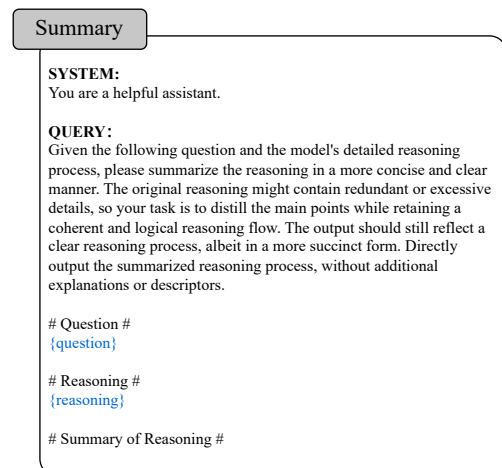 Summary
SYSTEM:
You are a helpful assistant.
QUERY：
Given the following question and the model's detailed reasoning
process, please summarize the reasoning in a more concise and clear
manner. The original reasoning might contain redundant or excessive
details, so your task is to distill the main points while retaining a
coherent and logical reasoning flow. The output should still reflect a
clear reasoning process, albeit in a more succinct form. Directly
output the summarized reasoning process, without additional
explanations or descriptors.
# Question #
{question}
# Reasoning #
{reasoning}
# Summary of Reasoning #